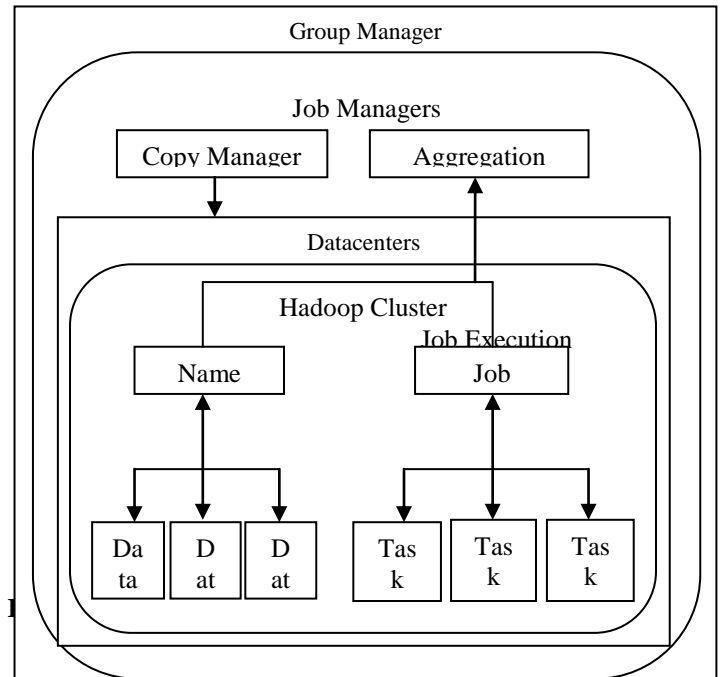 Group Manager
Job Managers
Copy Manager
Aggregation
Datacenters
Hadoop Cluster
Job Execution
Name
Job
Da
ta
D
at
D
at
Tas
k
Tas
k
Tas
k